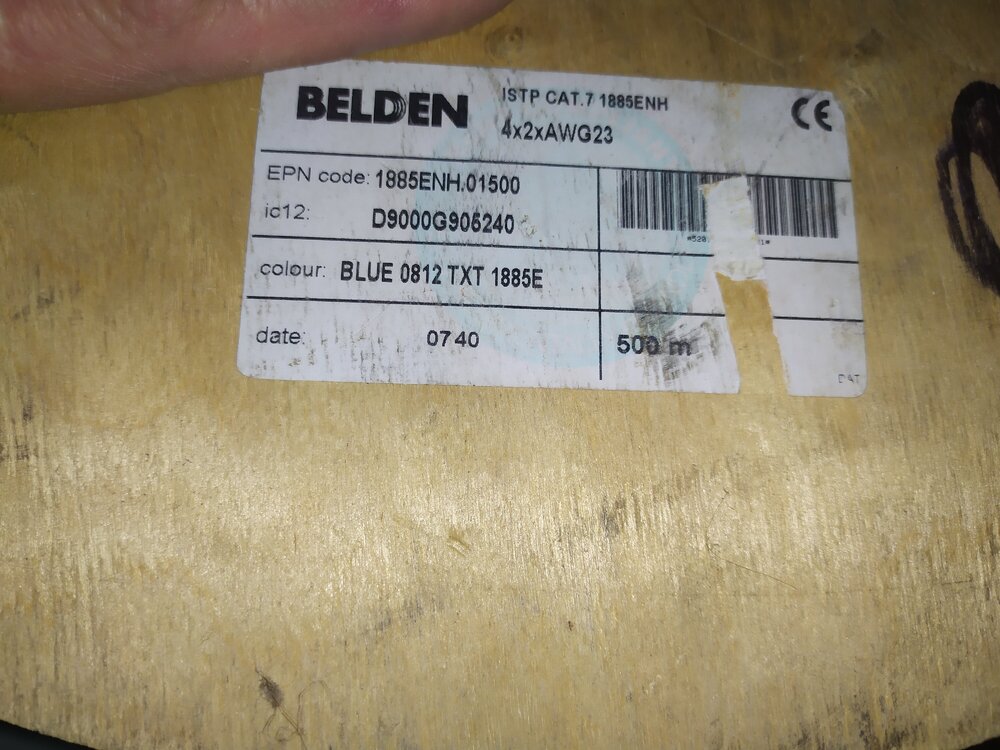 BELDEN
ISTP CAT.7 1885ENH
4x2xAWG23
CE
EPN code: 1885ENH.01500
ic12: D9000G906240
colour: BLUE 0812 TXT 1885E
date: 0740
500 m
DAT